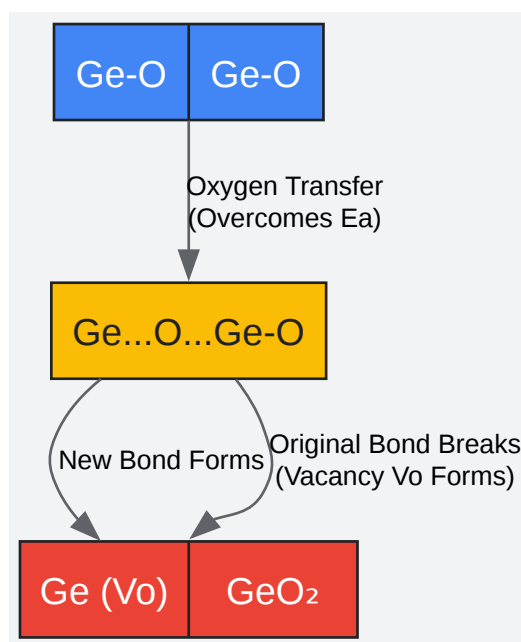 Ge-O Ge-O
Oxygen Transfer
(Overcomes Ea)
Ge...O...Ge-O
New Bond Forms
Original Bond Breaks
(Vacancy Vo Forms)
Ge (Vo) GeO₂